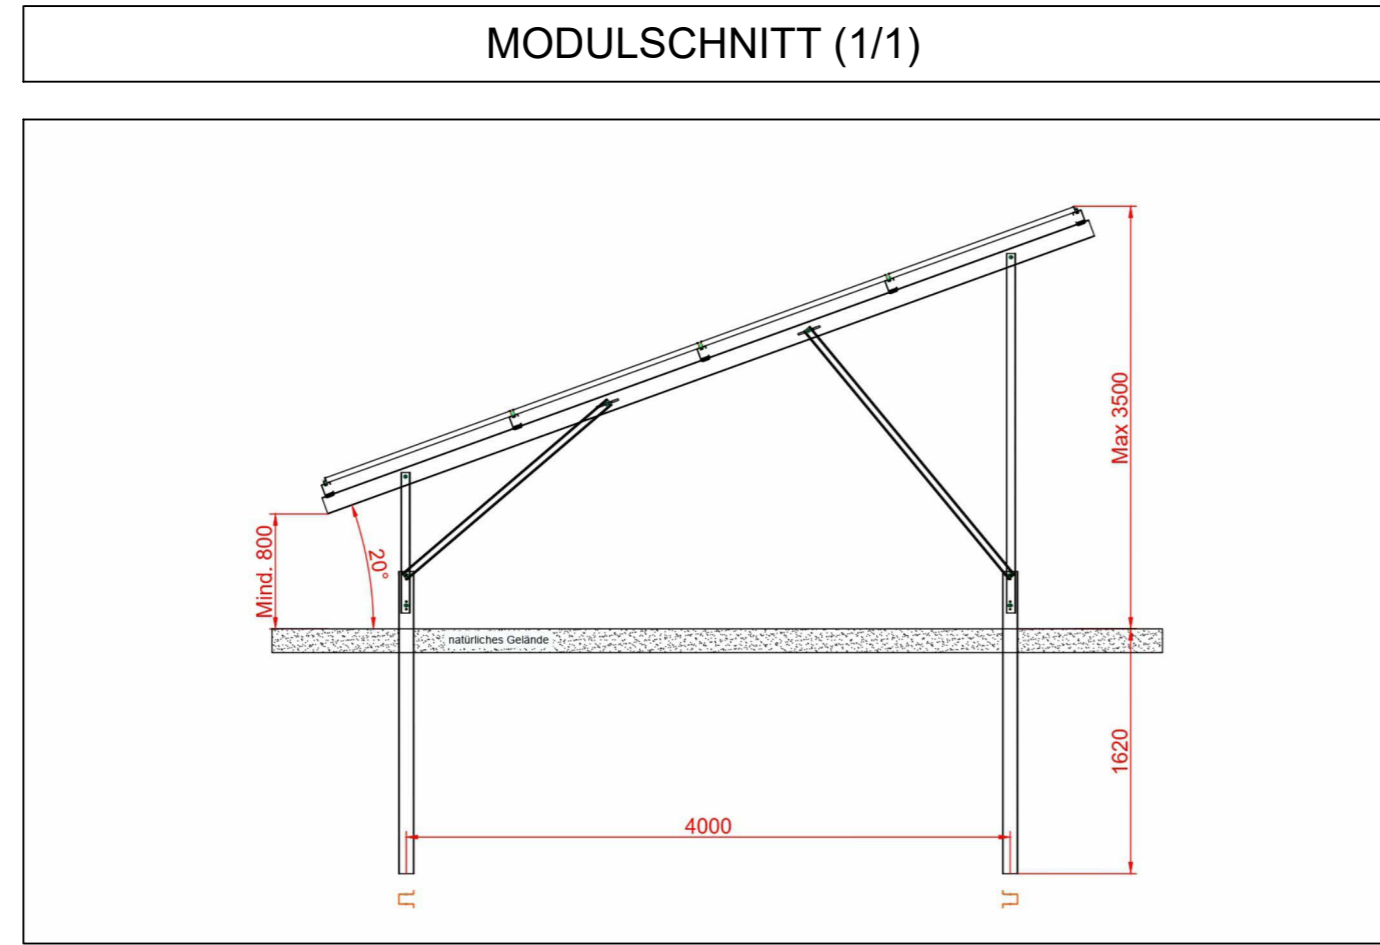 MODULSCHNITT (1/1)
Max 3500
Mind. 800
20°
natürliches Gelände
1620
4000